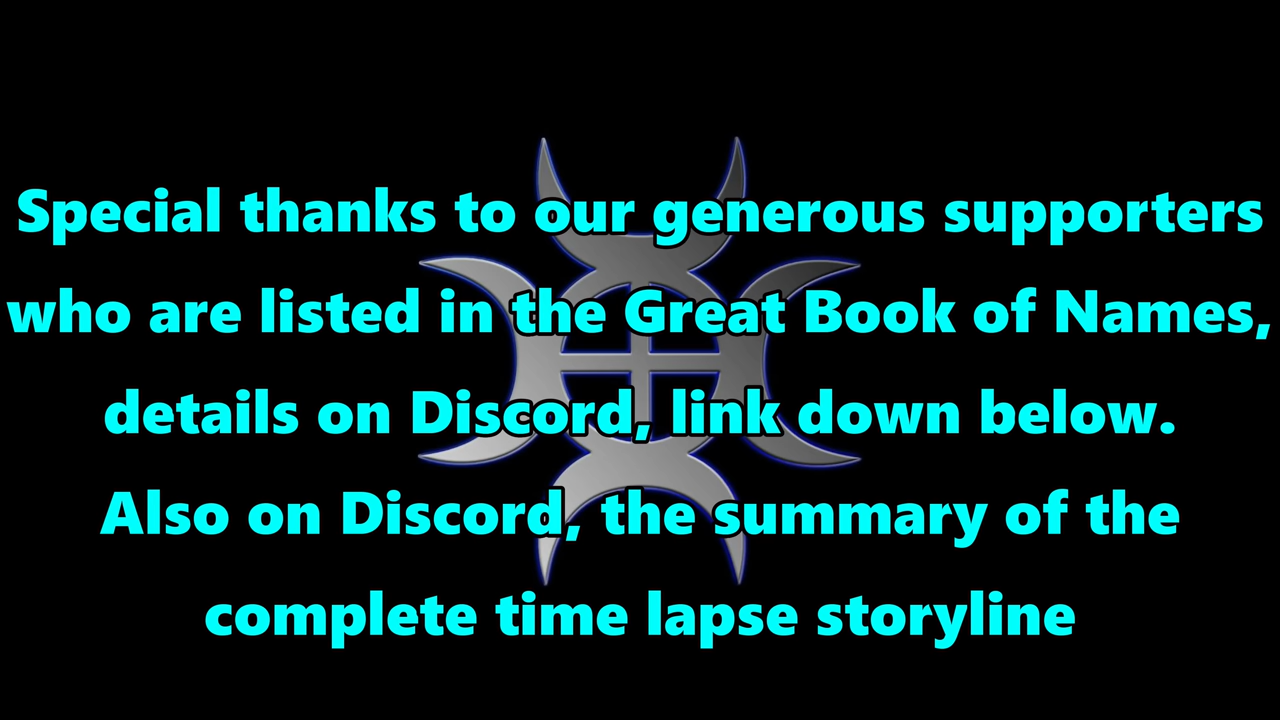 Special thanks to our generous supporters
who are listed in the Great Book of Names,
details on Discord, link down below.
Also on Discord, the summary of the
complete time lapse storyline